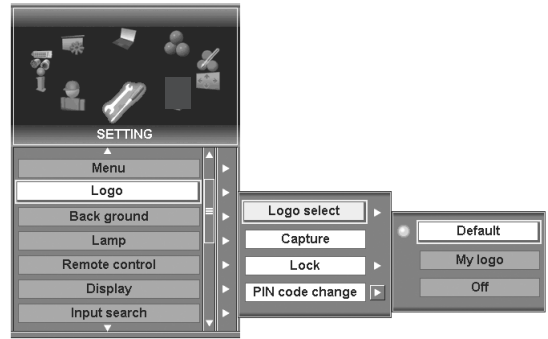 SETTING
Menu
Logo
Back ground
Lamp
Remote control
Display
Input search
Logo select
Capture
Lock
PIN code change
Default
My logo
Off